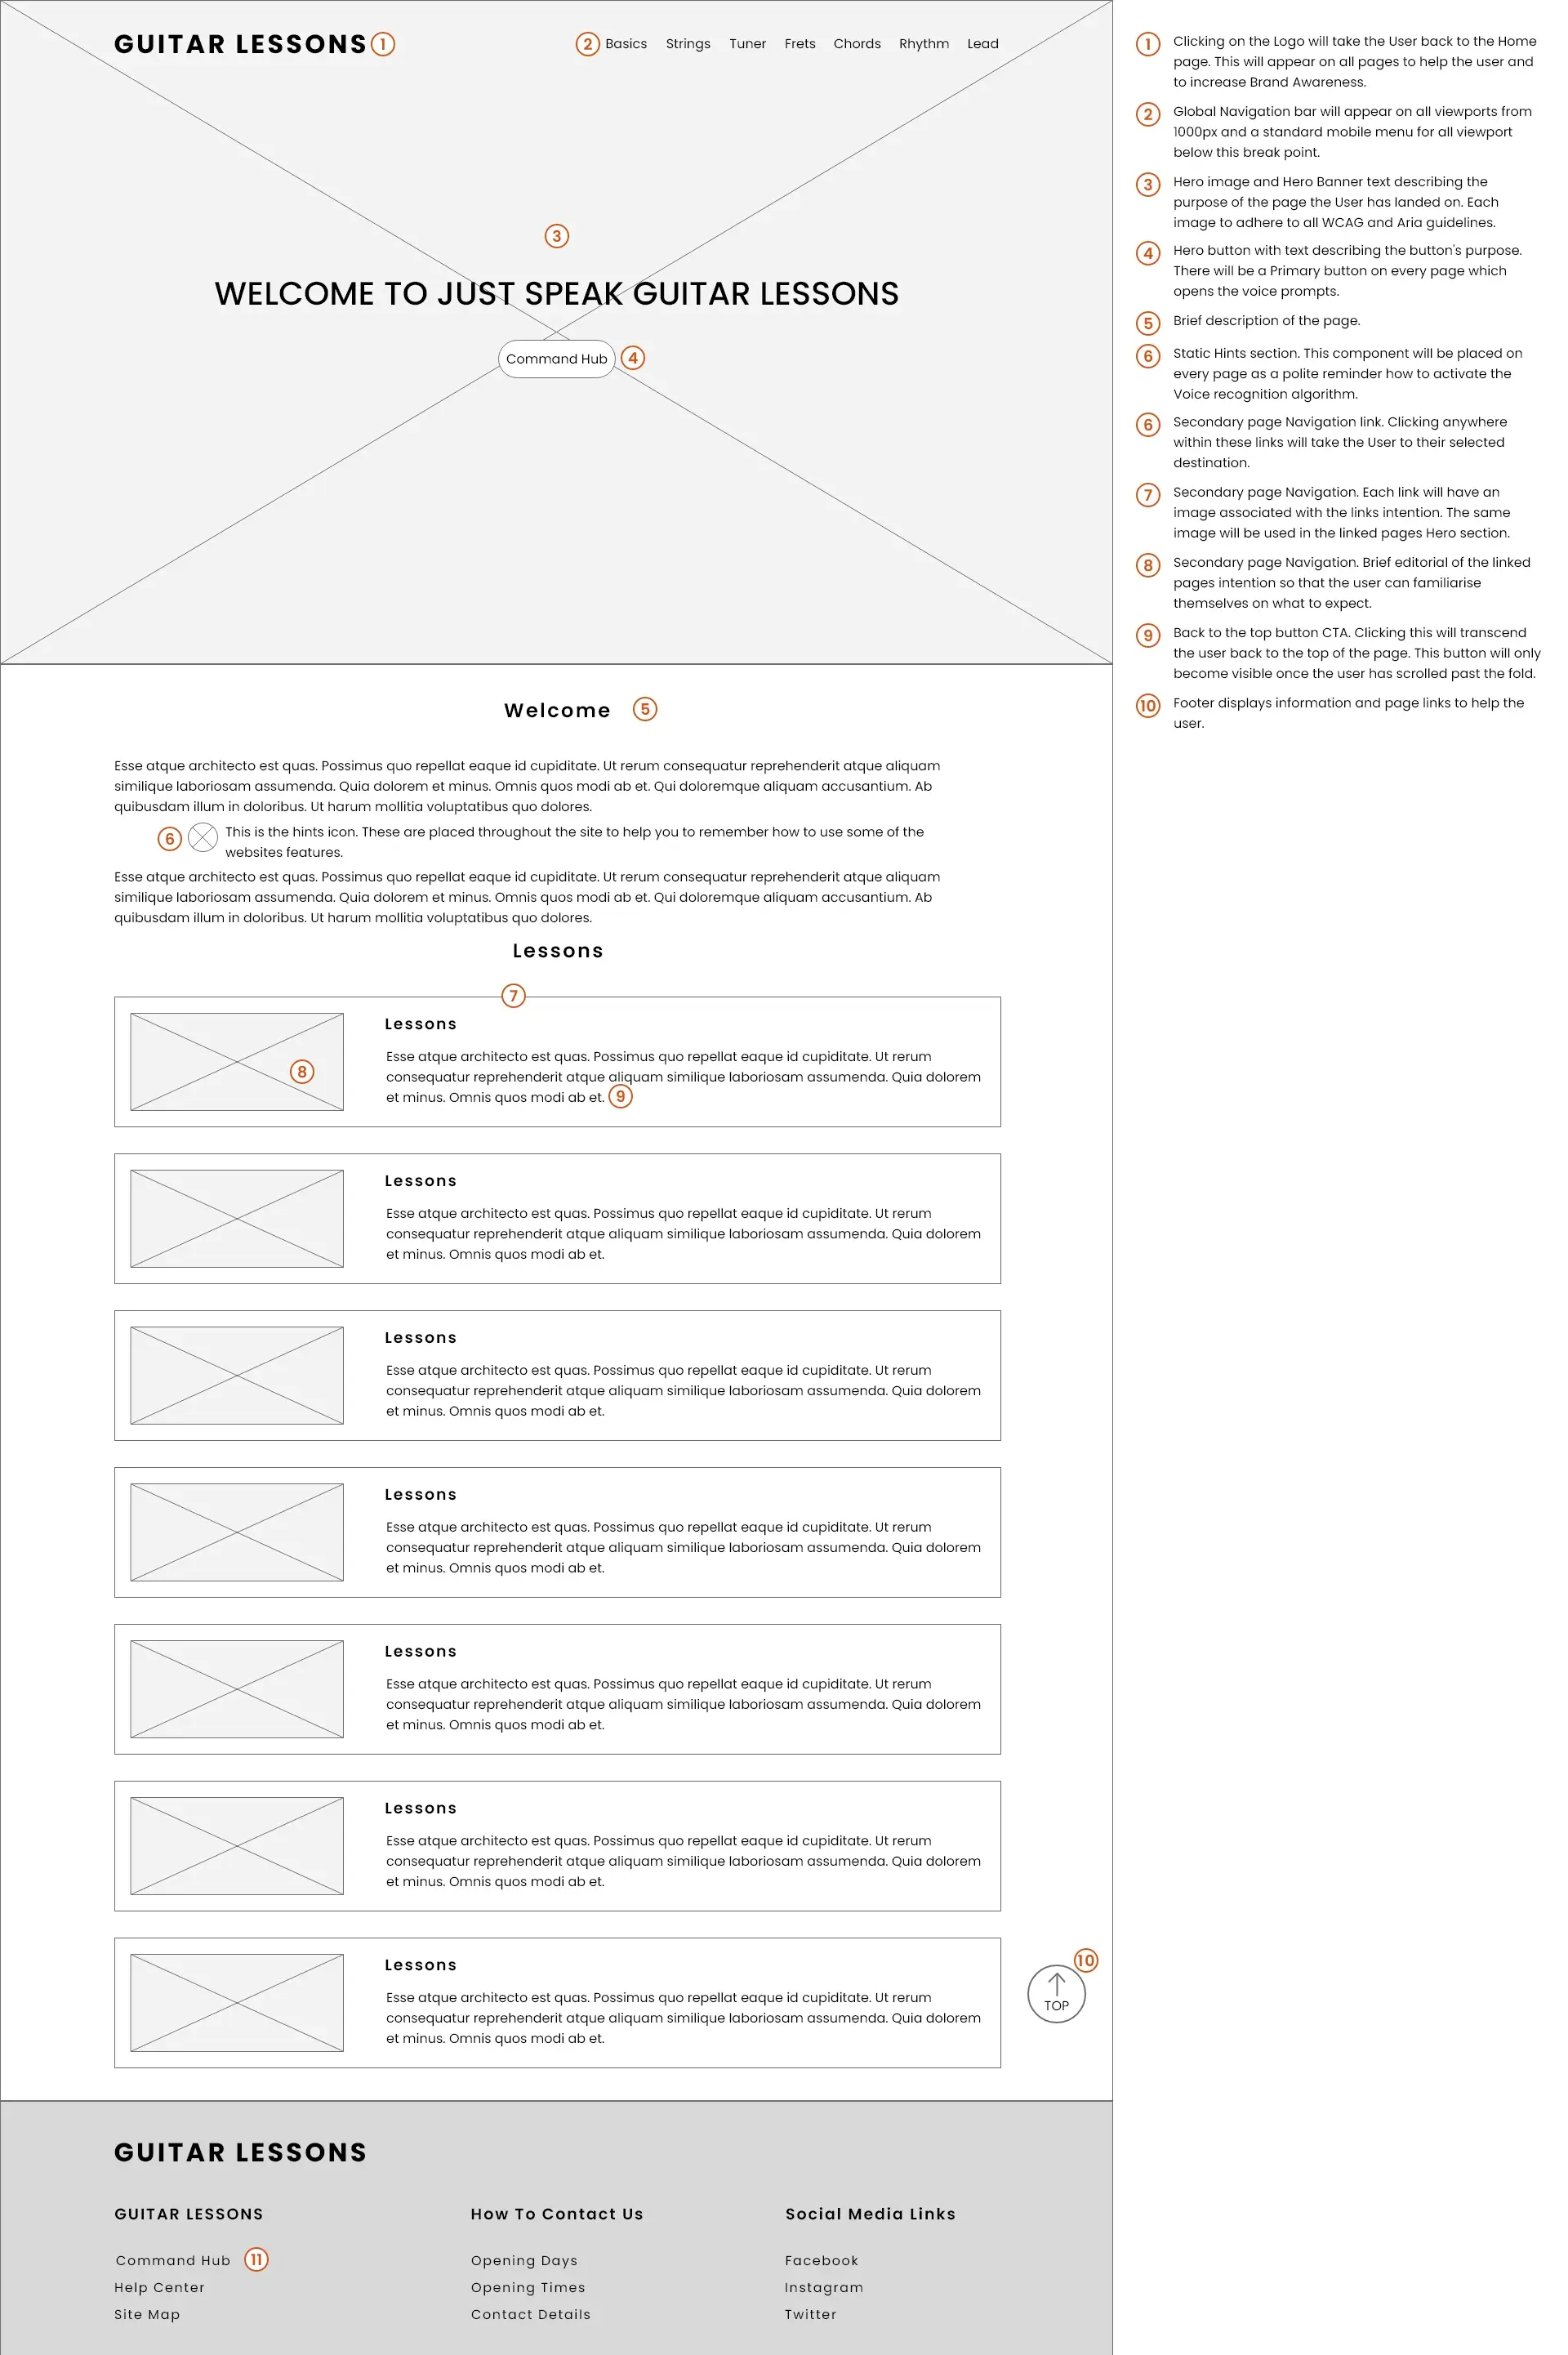 GUITAR LESSONS 1
2 Basics Strings Tuner Frets Chords Rhythm Lead
3
WELCOME TO JUST SPEAK GUITAR LESSONS
Command Hub 4
Welcome 5
Esse atque architecto est quas. Possimus quo repellat eaque id cupiditate. Ut rerum consequatur reprehenderit atque aliquam
similique laboriosam assumenda. Quia dolorem et minus. Omnis quos modi ab et. Qui doloremque aliquam accusantium. Ab
quibusdam illum in doloribus. Ut harum mollitia voluptatibus quo dolores.
6 This is the hints icon. These are placed throughout the site to help you to remember how to use some of the
websites features.
Esse atque architecto est quas. Possimus quo repellat eaque id cupiditate. Ut rerum consequatur reprehenderit atque aliquam
similique laboriosam assumenda. Quia dolorem et minus. Omnis quos modi ab et. Qui doloremque aliquam accusantium. Ab
quibusdam illum in doloribus. Ut harum mollitia voluptatibus quo dolores.
Lessons
7
Lessons
8
Esse atque architecto est quas. Possimus quo repellat eaque id cupiditate. Ut rerum
consequatur reprehenderit atque aliquam similique laboriosam assumenda. Quia dolorem
et minus. Omnis quos modi ab et. 9
Lessons
Esse atque architecto est quas. Possimus quo repellat eaque id cupiditate. Ut rerum
consequatur reprehenderit atque aliquam similique laboriosam assumenda. Quia dolorem
et minus. Omnis quos modi ab et.
Lessons
Esse atque architecto est quas. Possimus quo repellat eaque id cupiditate. Ut rerum
consequatur reprehenderit atque aliquam similique laboriosam assumenda. Quia dolorem
et minus. Omnis quos modi ab et.
Lessons
Esse atque architecto est quas. Possimus quo repellat eaque id cupiditate. Ut rerum
consequatur reprehenderit atque aliquam similique laboriosam assumenda. Quia dolorem
et minus. Omnis quos modi ab et.
Lessons
Esse atque architecto est quas. Possimus quo repellat eaque id cupiditate. Ut rerum
consequatur reprehenderit atque aliquam similique laboriosam assumenda. Quia dolorem
et minus. Omnis quos modi ab et.
Lessons
Esse atque architecto est quas. Possimus quo repellat eaque id cupiditate. Ut rerum
consequatur reprehenderit atque aliquam similique laboriosam assumenda. Quia dolorem
et minus. Omnis quos modi ab et.
Lessons
Esse atque architecto est quas. Possimus quo repellat eaque id cupiditate. Ut rerum
consequatur reprehenderit atque aliquam similique laboriosam assumenda. Quia dolorem
et minus. Omnis quos modi ab et.
10
TOP
GUITAR LESSONS
GUITAR LESSONS
Command Hub 11
Help Center
Site Map
How To Contact Us
Opening Days
Opening Times
Contact Details
Social Media Links
Facebook
Instagram
Twitter
1 Clicking on the Logo will take the User back to the Home
page. This will appear on all pages to help the user and
to increase Brand Awareness.
2 Global Navigation bar will appear on all viewports from
1000px and a standard mobile menu for all viewport
below this break point.
3 Hero image and Hero Banner text describing the
purpose of the page the User has landed on. Each
image to adhere to all WCAG and Aria guidelines.
4 Hero button with text describing the button's purpose.
There will be a Primary button on every page which
opens the voice prompts.
5 Brief description of the page.
6 Static Hints section. This component will be placed on
every page as a polite reminder how to activate the
Voice recognition algorithm.
6 Secondary page Navigation link. Clicking anywhere
within these links will take the User to their selected
destination.
7 Secondary page Navigation. Each link will have an
image associated with the links intention. The same
image will be used in the linked pages Hero section.
8 Secondary page Navigation. Brief editorial of the linked
pages intention so that the user can familiarise
themselves on what to expect.
9 Back to the top button CTA. Clicking this will transcend
the user back to the top of the page. This button will only
become visible once the user has scrolled past the fold.
10 Footer displays information and page links to help the
user.